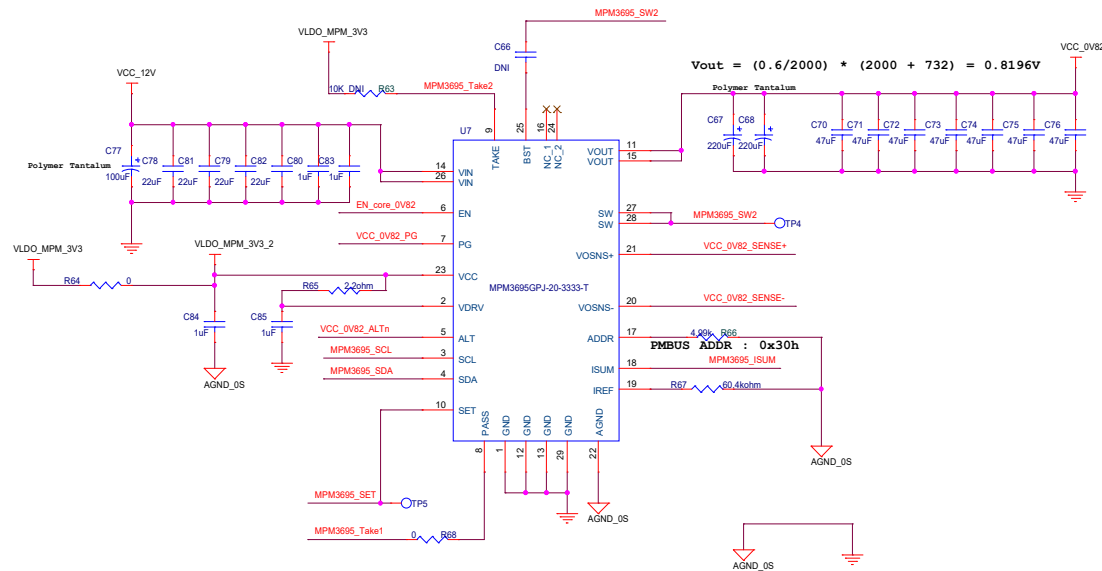 MPM3695_SW2
VLDO_MPM_3V3
C66
DNI
VCC_12V
VCC_0V82
Vout = (0.6/2000) * (2000 + 732) = 0.8196V
10K DNI R63
MPM3695_Take2
Polymer Tantalum
C67 C68
220uF 220uF
C70 C71 C72 C73 C74 C75 C76
47uF 47uF 47uF 47uF 47uF 47uF 47uF
U7
9 25 16 24
TAKE BST NC_1 NC_2
C77 C78 C81 C79 C82 C80 C83
Polymer Tantalum
100uF 22uF 22uF 22uF 22uF 1uF 1uF
11 VOUT
15 VOUT
14 VIN
26 VIN
EN_core_0V82 6 EN
SW 27 MPM3695_SW2
SW 28 TP4
VCC_0V82_PG 7 PG
VOSNS+ 21 VCC_0V82_SENSE+
VLDO_MPM_3V3
VLDO_MPM_3V3_2
R64 0
23 VCC
R65 2.2ohm
MPM3695GPJ-20-3333-T
2 VDRV
VOSNS- 20 VCC_0V82_SENSE-
C84 1uF
C85 1uF
VCC_0V82_ALTn 5 ALT
ADDR 17 4.99k R66
PMBUS ADDR : 0x30h
MPM3695_SCL 3 SCL
ISUM 18 MPM3695_ISUM
MPM3695_SDA 4 SDA
IREF 19 R67 60.4kohm
AGND_0S
10 SET
PASS GND GND GND GND AGND
8 1 12 13 29 22
AGND_0S
MPM3695_SET TP5
AGND_0S
MPM3695_Take1 0 R68
AGND_0S